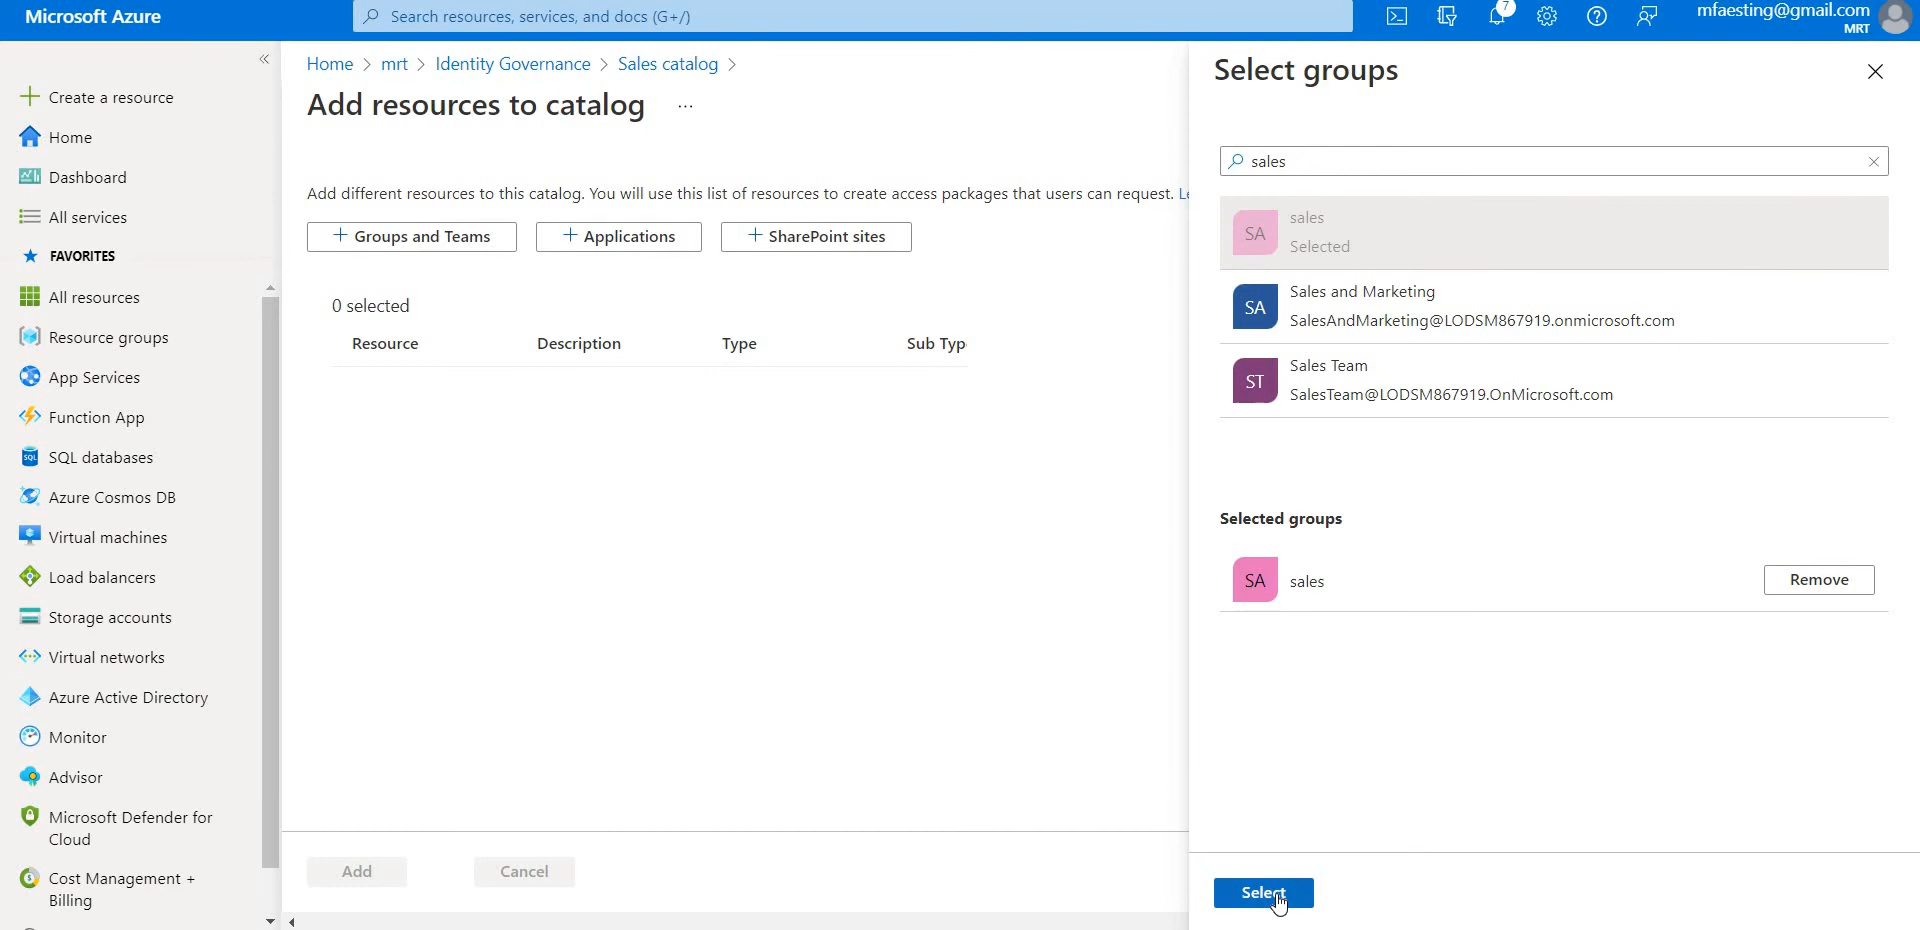 Microsoft Azure
Search resources, services, and docs (G+/)
7
mfaesting@gmail.com
MRT
Create a resource
Home
Dashboard
All services
FAVORITES
All resources
Resource groups
App Services
Function App
SQL databases
Azure Cosmos DB
Virtual machines
Load balancers
Storage accounts
Virtual networks
Azure Active Directory
Monitor
Advisor
Microsoft Defender for
Cloud
Cost Management +
Billing
Home > mrt > Identity Governance > Sales catalog >
Add resources to catalog ...
Add different resources to this catalog. You will use this list of resources to create access packages that users can request.
+ Groups and Teams
+ Applications
+ SharePoint sites
0 selected
Resource Description Type Sub Typ
Add
Cancel
Select groups
sales
SA
sales
Selected
SA
Sales and Marketing
SalesAndMarketing@LODSM867919.onmicrosoft.com
ST
Sales Team
SalesTeam@LODSM867919.OnMicrosoft.com
Selected groups
SA
sales
Remove
Select